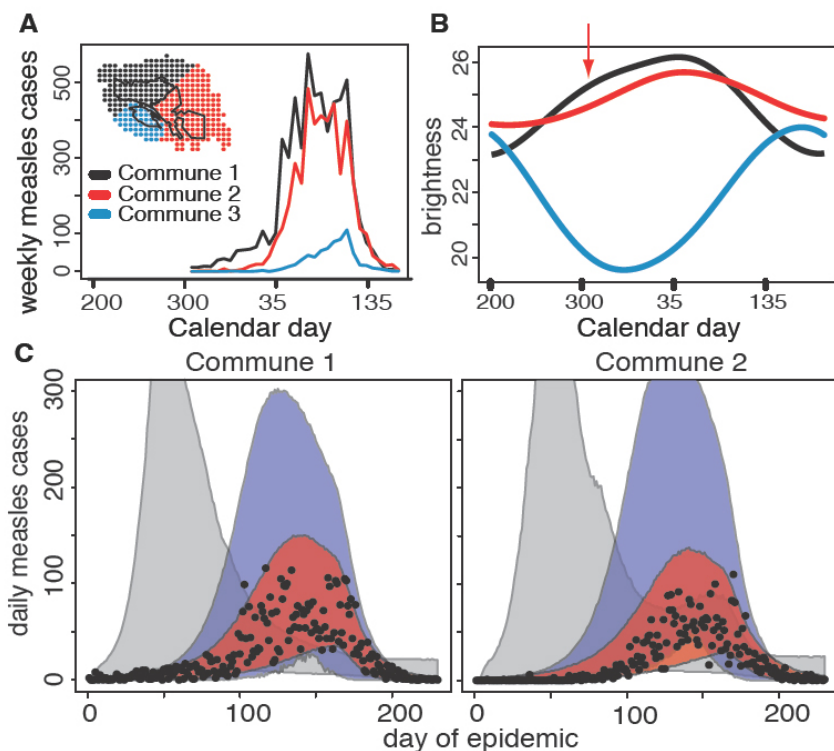 A
weekly measles cases
500
300
100
0
Commune 1
Commune 2
Commune 3
200 300 35 135
Calendar day
B
brightness
26
24
22
20
200 300 35 135
Calendar day
C
Commune 1 Commune 2
daily measles cases
300
200
100
0
0 100 200 0 100 200
day of epidemic